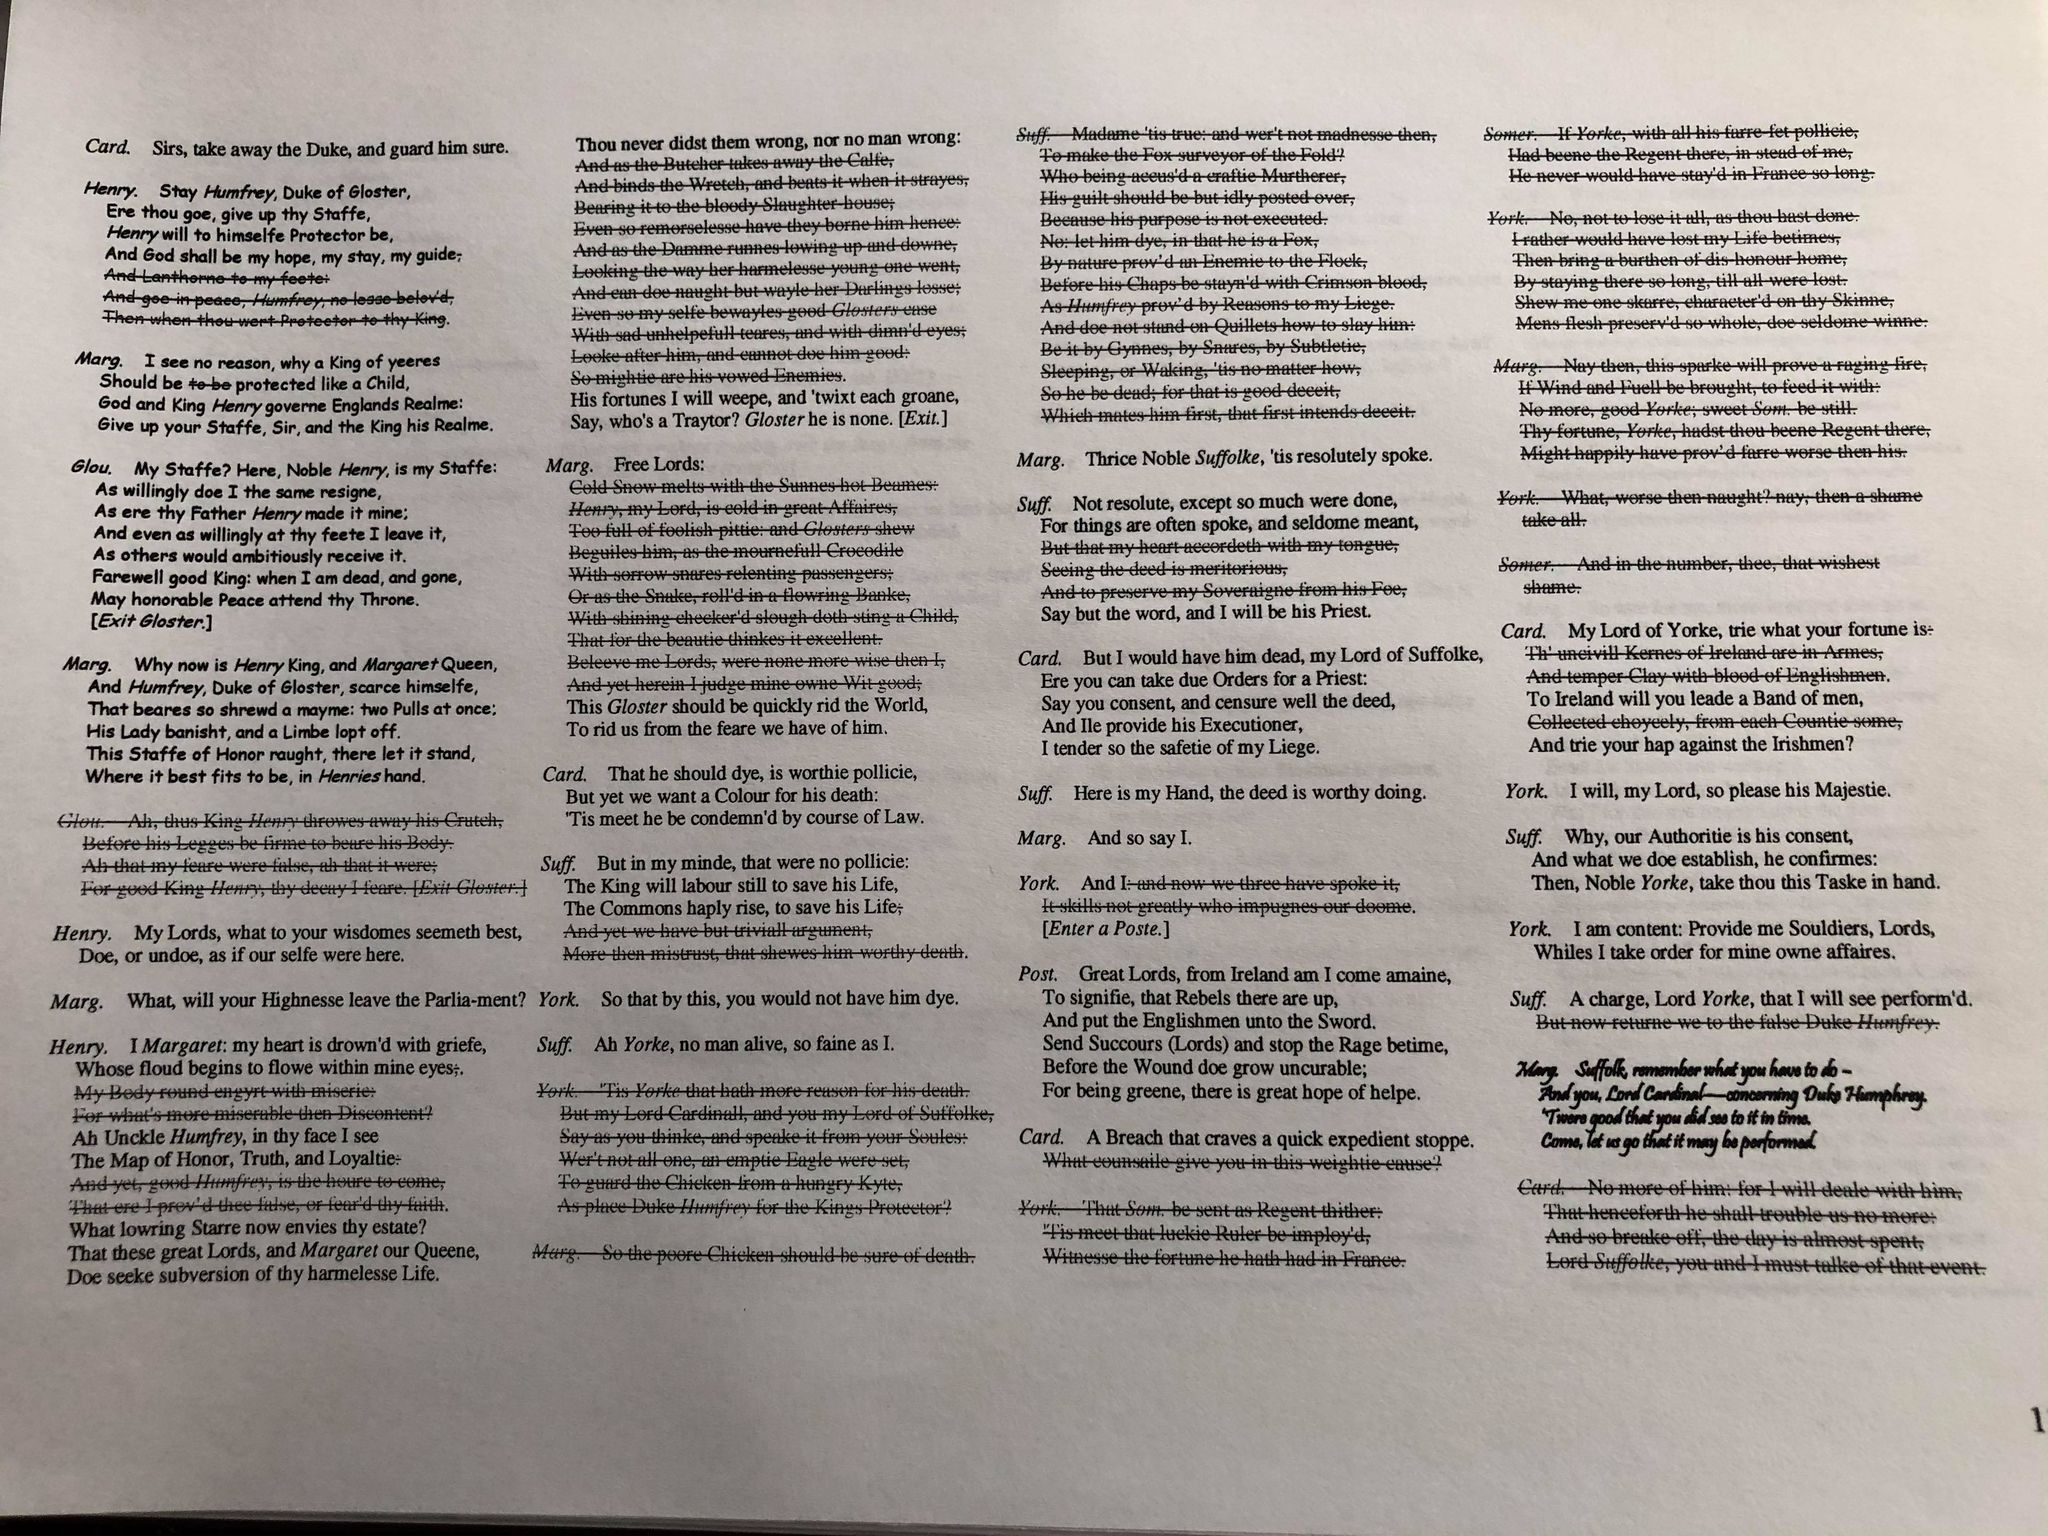 Card. Sirs, take away the Duke, and guard him sure.
Henry. Stay Humfrey, Duke of Gloster,
Ere thou goe, give up thy Staffe,
Henry will to himselfe Protector be,
And God shall be my hope, my stay, my guide;
And Lanthorne to my feete:
And goe in peace, Humfrey, no lesse belov'd,
Then when thou wert Protector to thy King.
Marg. I see no reason, why a King of yeeres
Should be to be protected like a Child,
God and King Henry governe Englands Realme:
Give up your Staffe, Sir, and the King his Realme.
Glou. My Staffe? Here, Noble Henry, is my Staffe:
As willingly doe I the same resigne,
As ere thy Father Henry made it mine;
And even as willingly at thy feete I leave it,
As others would ambitiously receive it.
Farewell good King: when I am dead, and gone,
May honorable Peace attend thy Throne.
[Exit Gloster.]
Marg. Why now is Henry King, and Margaret Queen,
And Humfrey, Duke of Gloster, scarce himselfe,
That beares so shrewd a mayme: two Pulls at once;
His Lady banisht, and a Limbe lopt off.
This Staffe of Honor raught, there let it stand,
Where it best fits to be, in Henries hand.
Glou. Ah, thus King Henry throwes away his Crutch,
Before his Legges be firme to beare his Body.
Ah that my feare were false, ah that it were;
For good King Henry, thy decay I feare. [Exit Gloster.]
Henry. My Lords, what to your wisdomes seemeth best,
Doe, or undoe, as if our selfe were here.
Marg. What, will your Highnesse leave the Parlia-ment?
Henry. I Margaret: my heart is drown'd with griefe,
Whose floud begins to flowe within mine eyes;.
My Body round engyrt with miserie:
For what's more miserable then Discontent?
Ah Unckle Humfrey, in thy face I see
The Map of Honor, Truth, and Loyaltie:
And yet, good Humfrey, is the houre to come,
That ere I prov'd thee false, or fear'd thy faith.
What lowring Starre now envies thy estate?
That these great Lords, and Margaret our Queene,
Doe seeke subversion of thy harmelesse Life.
Thou never didst them wrong, nor no man wrong:
And as the Butcher takes away the Calfe,
And binds the Wretch, and beats it when it strayes,
Bearing it to the bloody Slaughter-house;
Even so remorselesse have they borne him hence:
And as the Damme runnes lowing up and downe,
Looking the way her harmelesse young one went,
And can doe naught but wayle her Darlings losse;
Even so my selfe bewayles good Glosters case
With sad unhelpefull teares, and with dimn'd eyes;
Looke after him, and cannot doe him good:
So mightie are his vowed Enemies.
His fortunes I will weepe, and 'twixt each groane,
Say, who's a Traytor? Gloster he is none. [Exit.]
Marg. Free Lords:
Cold Snow melts with the Sunnes hot Beames:
Henry, my Lord, is cold in great Affaires,
Too full of foolish pittie: and Glosters shew
Beguiles him, as the mournefull Crocodile
With sorrow snares relenting passengers;
Or as the Snake, roll'd in a flowring Banke,
With shining checker'd slough doth sting a Child,
That for the beautie thinkes it excellent.
Beleeve me Lords, were none more wise then I,
And yet herein I judge mine owne Wit good;
This Gloster should be quickly rid the World,
To rid us from the feare we have of him.
Card. That he should dye, is worthie pollicie,
But yet we want a Colour for his death:
'Tis meet he be condemn'd by course of Law.
Suff. But in my minde, that were no pollicie:
The King will labour still to save his Life,
The Commons haply rise, to save his Life;
And yet we have but triviall argument,
More then mistrust, that shewes him worthy death.
York. So that by this, you would not have him dye.
Suff. Ah Yorke, no man alive, so faine as I.
York. 'Tis Yorke that hath more reason for his death.
But my Lord Cardinall, and you my Lord of Suffolke,
Say as you thinke, and speake it from your Soules:
Wer't not all one, an emptie Eagle were set,
To guard the Chicken from a hungry Kyte,
As place Duke Humfrey for the Kings Protector?
Marg. So the poore Chicken should be sure of death.
Suff. Madame 'tis true: and wer't not madnesse then,
To make the Fox surveyor of the Fold?
Who being accus'd a craftie Murtherer,
His guilt should be but idly posted over,
Because his purpose is not executed.
No: let him dye, in that he is a Fox,
By nature prov'd an Enemie to the Flock,
Before his Chaps be stayn'd with Crimson blood,
As Humfrey prov'd by Reasons to my Liege.
And doe not stand on Quillets how to slay him:
Be it by Gynnes, by Snares, by Subtletie,
Sleeping, or Waking, 'tis no matter how,
So he be dead; for that is good deceit,
Which mates him first, that first intends deceit.
Marg. Thrice Noble Suffolke, 'tis resolutely spoke.
Suff. Not resolute, except so much were done,
For things are often spoke, and seldome meant,
But that my heart accordeth with my tongue,
Seeing the deed is meritorious,
And to preserve my Soveraigne from his Foe,
Say but the word, and I will be his Priest.
Card. But I would have him dead, my Lord of Suffolke,
Ere you can take due Orders for a Priest:
Say you consent, and censure well the deed,
And Ile provide his Executioner,
I tender so the safetie of my Liege.
Suff. Here is my Hand, the deed is worthy doing.
Marg. And so say I.
York. And I: and now we three have spoke it,
It skills not greatly who impugnes our doome.
[Enter a Poste.]
Post. Great Lords, from Ireland am I come amaine,
To signifie, that Rebels there are up,
And put the Englishmen unto the Sword.
Send Succours (Lords) and stop the Rage betime,
Before the Wound doe grow uncurable;
For being greene, there is great hope of helpe.
Card. A Breach that craves a quick expedient stoppe.
What counsaile give you in this weightie cause?
York. That Som. be sent as Regent thither:
'Tis meet that luckie Ruler be imploy'd,
Witnesse the fortune he hath had in France.
Somer. If Yorke, with all his farre-fet pollicie,
Had beene the Regent there, in stead of me,
He never would have stay'd in France so long.
York. No, not to lose it all, as thou hast done.
I rather would have lost my Life betimes,
Then bring a burthen of dis-honour home,
By staying there so long, till all were lost.
Shew me one skarre, character'd on thy Skinne,
Mens flesh preserv'd so whole, doe seldome winne.
Marg. Nay then, this sparke will prove a raging fire,
If Wind and Fuell be brought, to feed it with:
No more, good Yorke; sweet Som. be still.
Thy fortune, Yorke, hadst thou beene Regent there,
Might happily have prov'd farre worse then his.
York. What, worse then naught? nay, then a shame
take all.
Somer. And in the number, thee, that wishest
shame.
Card. My Lord of Yorke, trie what your fortune is:
Th' uncivill Kernes of Ireland are in Armes,
And temper Clay with blood of Englishmen.
To Ireland will you leade a Band of men,
Collected choycely, from each Countie some,
And trie your hap against the Irishmen?
York. I will, my Lord, so please his Majestie.
Suff. Why, our Authoritie is his consent,
And what we doe establish, he confirmes:
Then, Noble Yorke, take thou this Taske in hand.
York. I am content: Provide me Souldiers, Lords,
Whiles I take order for mine owne affaires.
Suff. A charge, Lord Yorke, that I will see perform'd.
But now returne we to the false Duke Humfrey.
Marg. Suffolk, remember what you have to do –
And you, Lord Cardinal—concerning Duke Humphrey.
'Twere good that you did see to it in time.
Come, let us go that it may be performed.
Card. No more of him: for I will deale with him,
That henceforth he shall trouble us no more:
And so breake off, the day is almost spent,
Lord Suffolke, you and I must talke of that event.